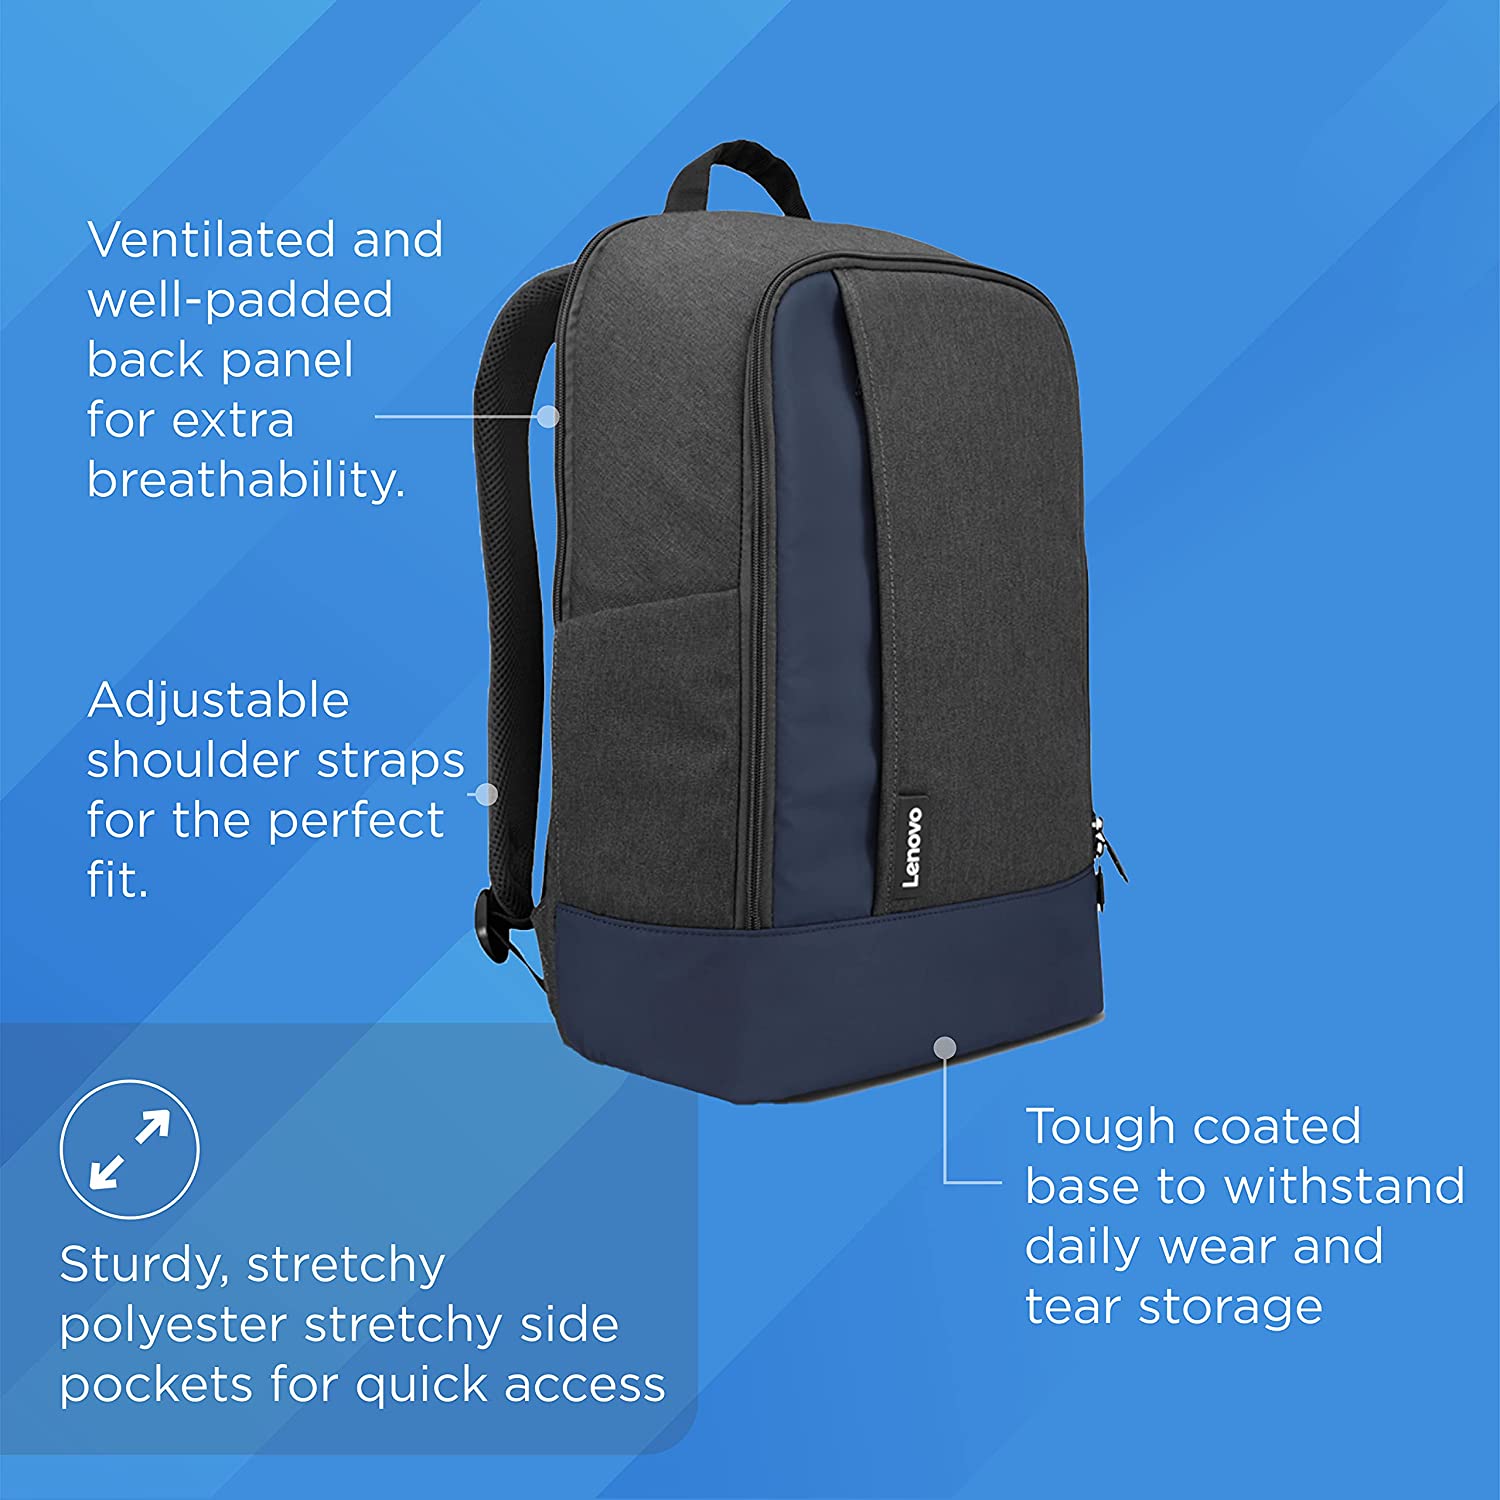 Ventilated and
well-padded
back panel
for extra
breathability.
Adjustable
shoulder straps
for the perfect
fit.
Lenovo
Sturdy, stretchy
polyester stretchy side
pockets for quick access
Tough coated
base to withstand
daily wear and
tear storage